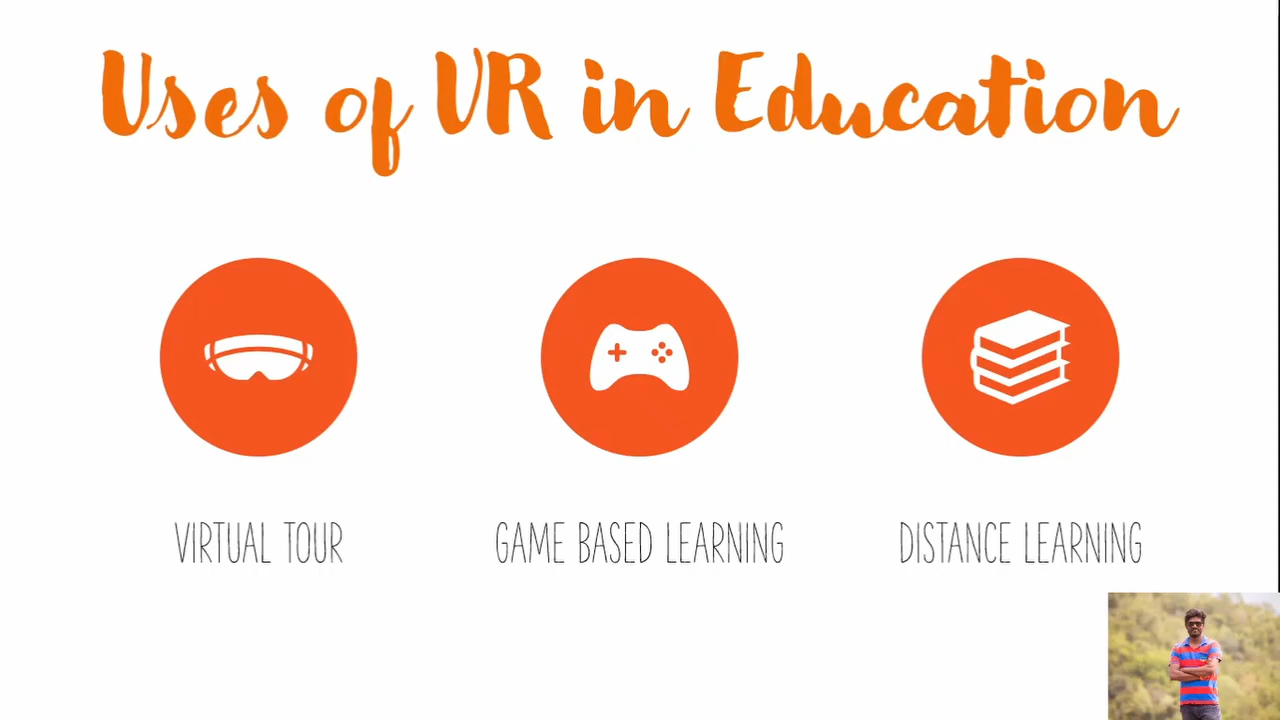 Uses of VR in Education
VIRTUAL TOUR
GAME BASED LEARNING
DISTANCE LEARNING